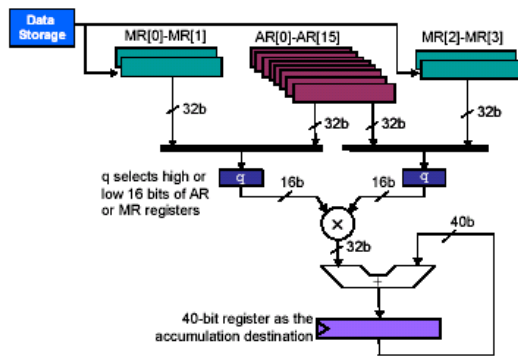 Data
Storage
MR[0]-MR[1]
AR[0]-AR[15]
MR[2]-MR[3]
32b
32b
32b
32b
q selects high or
low 16 bits of AR
or MR registers
q
16b
16b
q
×
32b
40b
+
40-bit register as the
accumulation destination